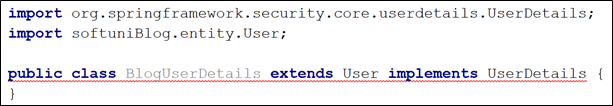 import org.springframework.security.core.userdetails.UserDetails;
import softuniBlog.entity.User;
public class BlogUserDetails extends User implements UserDetails {
}